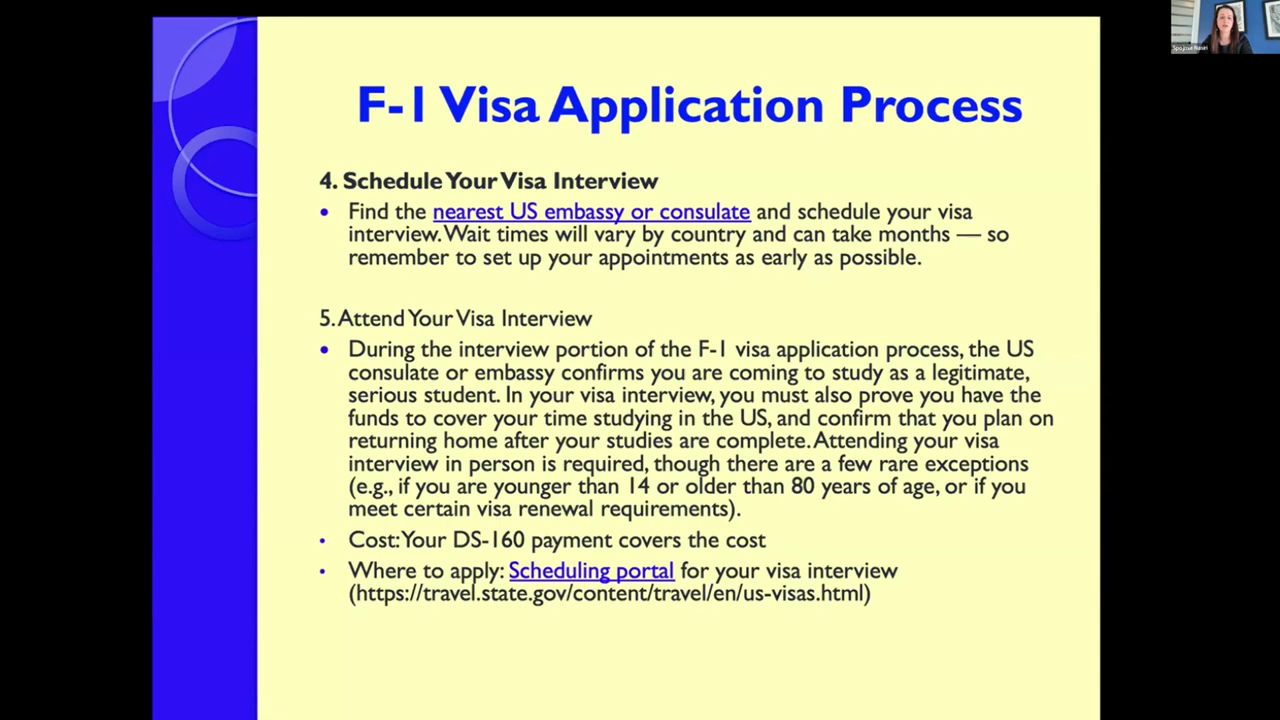 F-1 Visa Application Process
4. Schedule Your Visa Interview
• Find the nearest US embassy or consulate and schedule your visa
interview. Wait times will vary by country and can take months — so
remember to set up your appointments as early as possible.
5. Attend Your Visa Interview
• During the interview portion of the F-1 visa application process, the US
consulate or embassy confirms you are coming to study as a legitimate,
serious student. In your visa interview, you must also prove you have the
funds to cover your time studying in the US, and confirm that you plan on
returning home after your studies are complete. Attending your visa
interview in person is required, though there are a few rare exceptions
(e.g., if you are younger than 14 or older than 80 years of age, or if you
meet certain visa renewal requirements).
• Cost: Your DS-160 payment covers the cost
• Where to apply: Scheduling portal for your visa interview
(https://travel.state.gov/content/travel/en/us-visas.html)